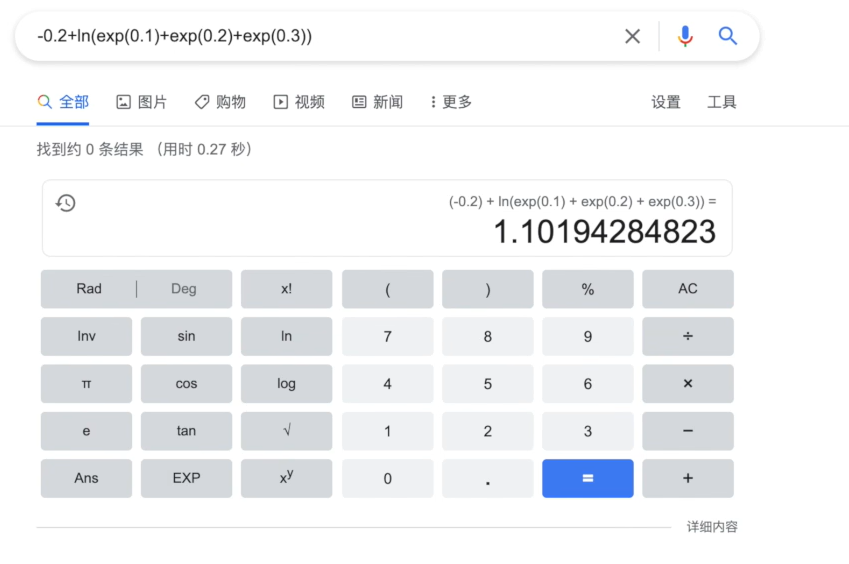 -0.2+ln(exp(0.1)+exp(0.2)+exp(0.3))
全部 图片 购物 视频 新闻 更多 设置 工具
找到约 0 条结果 （用时 0.27 秒）
(-0.2) + ln(exp(0.1) + exp(0.2) + exp(0.3)) =
1.10194284823
Rad | Deg x! ( ) % AC
Inv sin ln 7 8 9 ÷
π cos log 4 5 6 ×
e tan √ 1 2 3 −
Ans EXP xʸ 0 . = +
详细内容